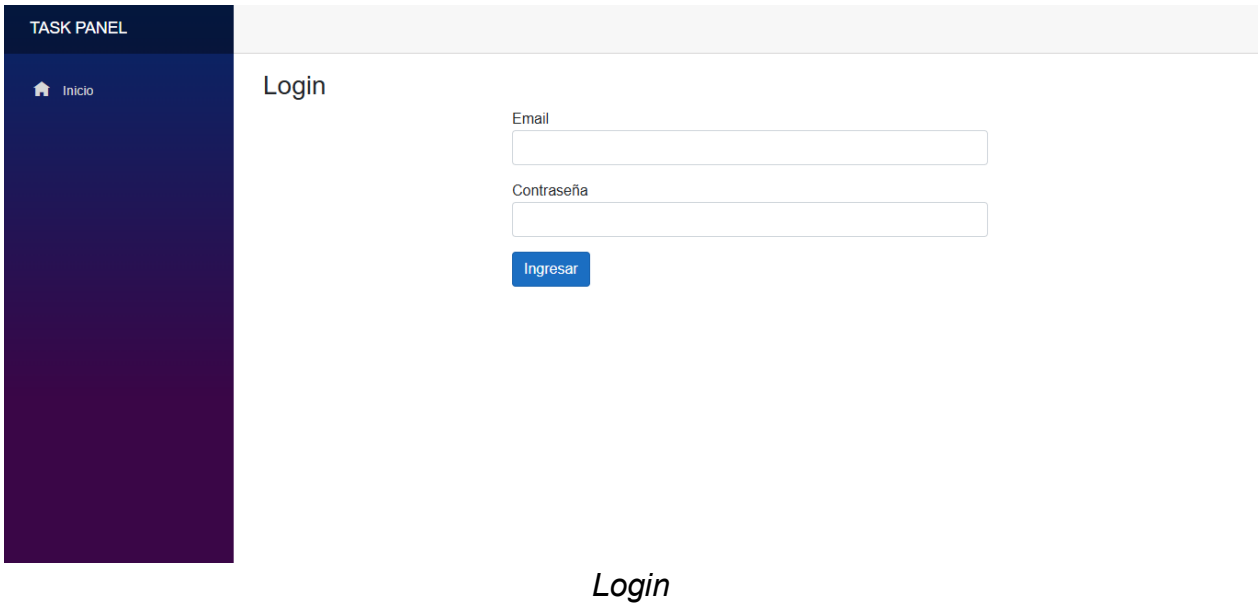 TASK PANEL
Inicio
Login
Email
Contraseña
Ingresar
Login